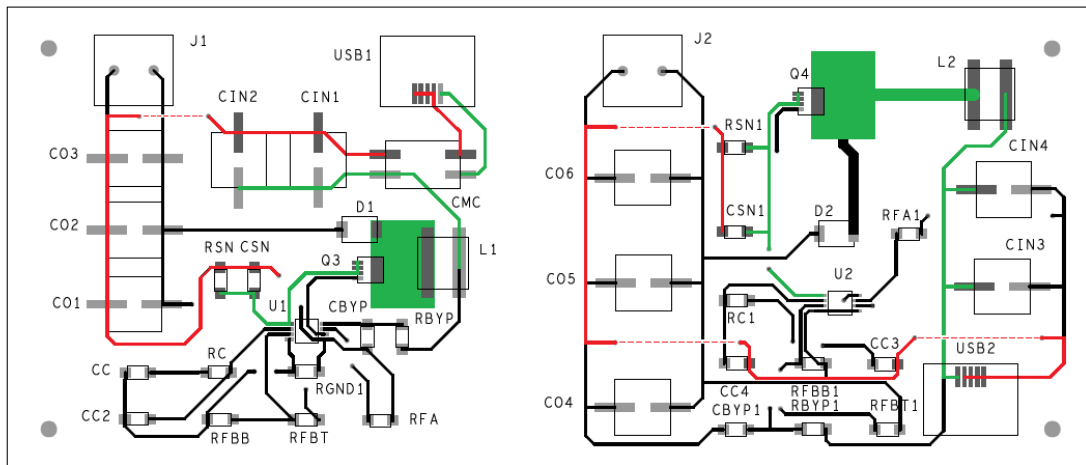 J1
USB1
CIN2
CIN1
CO3
CMC
CO2
D1
RSN
CSN
Q3
L1
CO1
U1
CBYP
RBYP
CC
RC
RGND1
CC2
RFBB
RFBT
RFA
J2
Q4
L2
RSN1
CIN4
CO6
CSN1
D2
RFA1
CIN3
CO5
U2
RC1
CC3
USB2
CC4
RFBB1
CO4
CBYP1
RBYP1
RFBT1